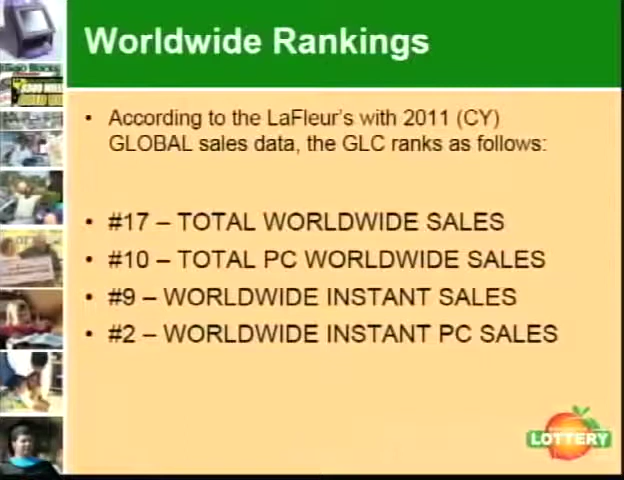 Worldwide Rankings
• According to the LaFleur's with 2011 (CY)
GLOBAL sales data, the GLC ranks as follows:
• #17 – TOTAL WORLDWIDE SALES
• #10 – TOTAL PC WORLDWIDE SALES
• #9 – WORLDWIDE INSTANT SALES
• #2 – WORLDWIDE INSTANT PC SALES
LOTTERY